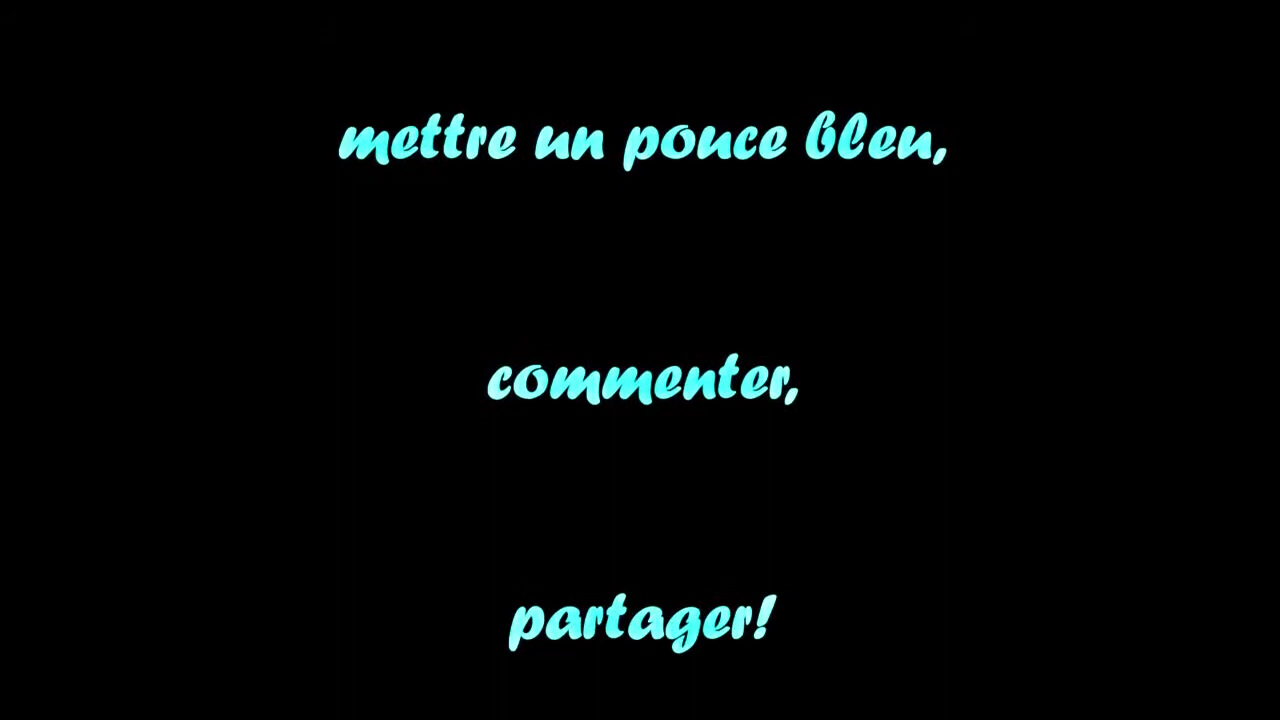 mettre un pouce bleu,
commenter,
partager!